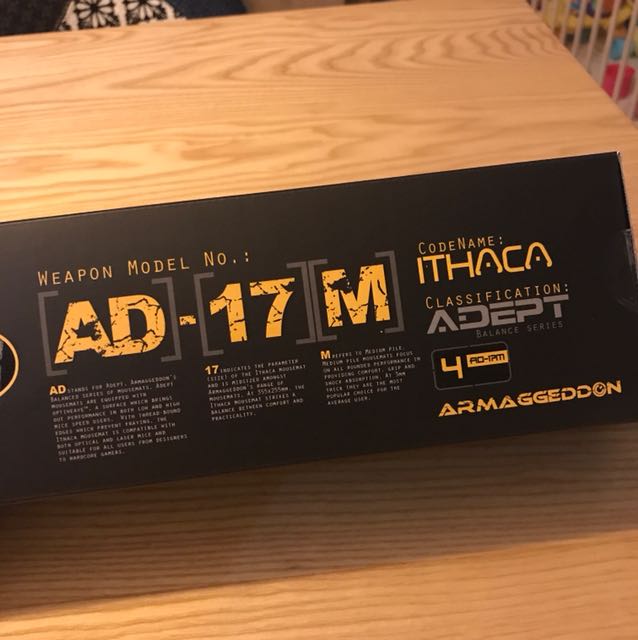 WEAPON MODEL NO.:
[AD]-[17][M]
AD STANDS FOR ADEPT, ARMAGGEDDON'S
BALANCED SERIES OF MOUSEMATS. ADEPT
MOUSEMATS ARE EQUIPPED WITH
OPTIWEAVE™, A SURFACE WHICH BRINGS
OUT PERFORMANCE IN BOTH LOW AND HIGH
MICE SPEED USERS. WITH THREAD-BOUND
EDGES WHICH PREVENT FRAYING, THE
ITHACA MOUSEMAT IS COMPATIBLE WITH
BOTH OPTICAL AND LASER MICE AND
SUITABLE FOR ALL USERS FROM DESIGNERS
TO HARDCORE GAMERS.
17 INDICATES THE PARAMETER
(SIZE) OF THE ITHACA MOUSEMAT
AND IS MIDSIZED AMONGST
ARMAGGEDDON'S RANGE OF
MOUSEMATS. AT 355X255MM, THE
ITHACA MOUSEMAT STRIKES A
BALANCE BETWEEN COMFORT AND
PRACTICALITY.
M REFERS TO MEDIUM PILE.
MEDIUM PILE MOUSEMATS FOCUS
ON ALL ROUNDED PERFORMANCE IN
PROVIDING COMFORT, GRIP AND
SHOCK ABSORPTION. AT 5MM
THICK THEY ARE THE MOST
POPULAR CHOICE FOR THE
AVERAGE USER.
CODENAME:
ITHACA
CLASSIFICATION:
ADEPT
BALANCE SERIES
4 AD-17M
ARMAGGEDDON